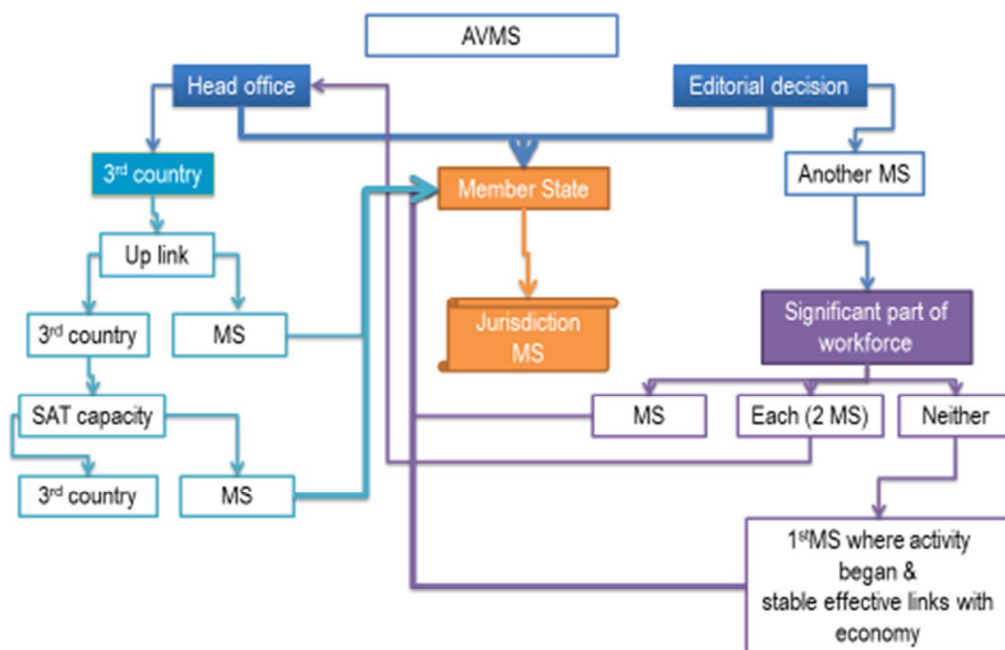 AVMS
Head office
Editorial decision
3rd country
Member State
Another MS
Up link
3rd country
MS
Jurisdiction
MS
Significant part of
workforce
SAT capacity
MS
Each (2 MS)
Neither
3rd country
MS
1stMS where activity
began &
stable effective links with
economy